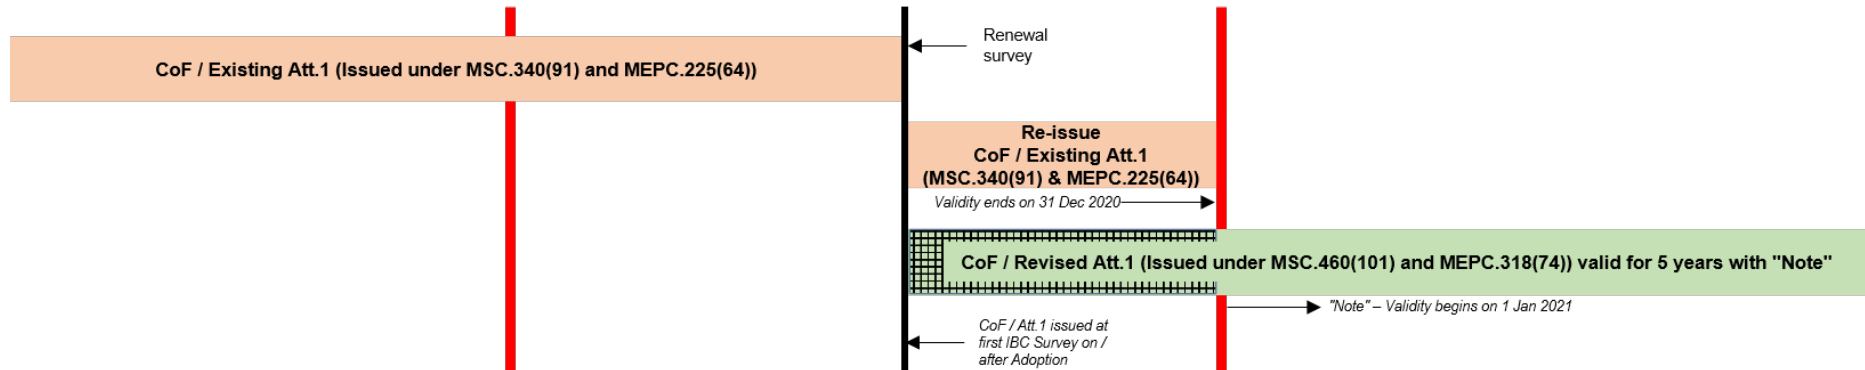 Renewal
survey
CoF / Existing Att.1 (Issued under MSC.340(91) and MEPC.225(64))
Re-issue
CoF / Existing Att.1
(MSC.340(91) & MEPC.225(64))
Validity ends on 31 Dec 2020
CoF / Revised Att.1 (Issued under MSC.460(101) and MEPC.318(74)) valid for 5 years with "Note"
"Note" – Validity begins on 1 Jan 2021
CoF / Att.1 issued at
first IBC Survey on /
after Adoption